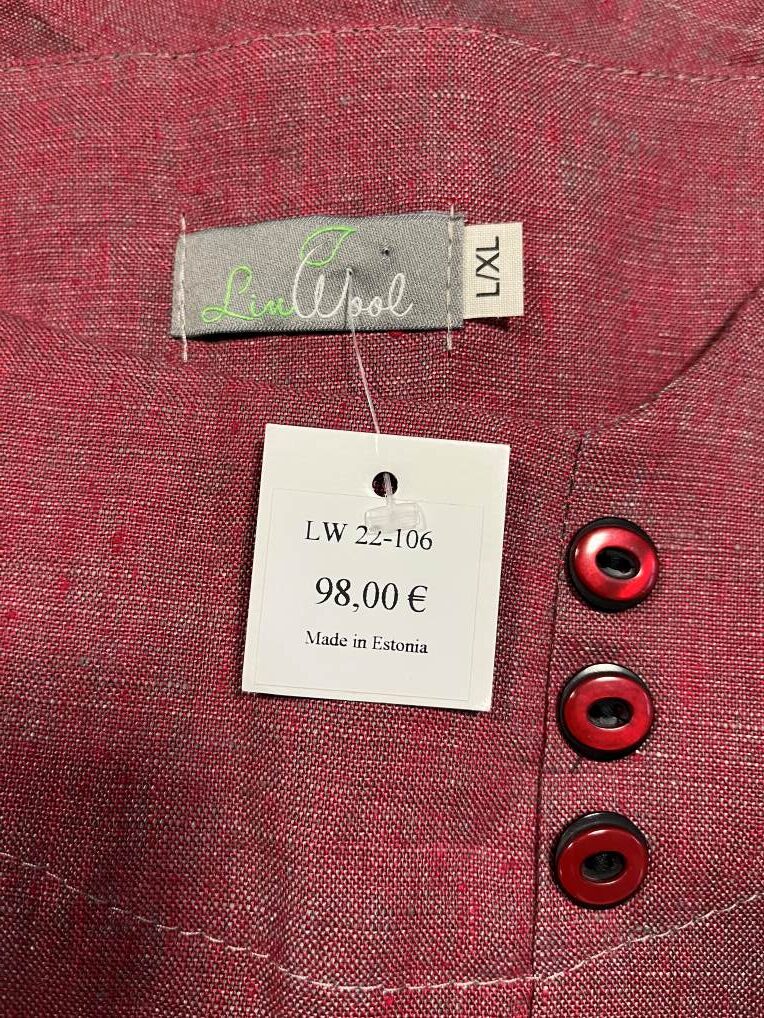 LinWool
L/XL
LW 22-106
98,00 €
Made in Estonia